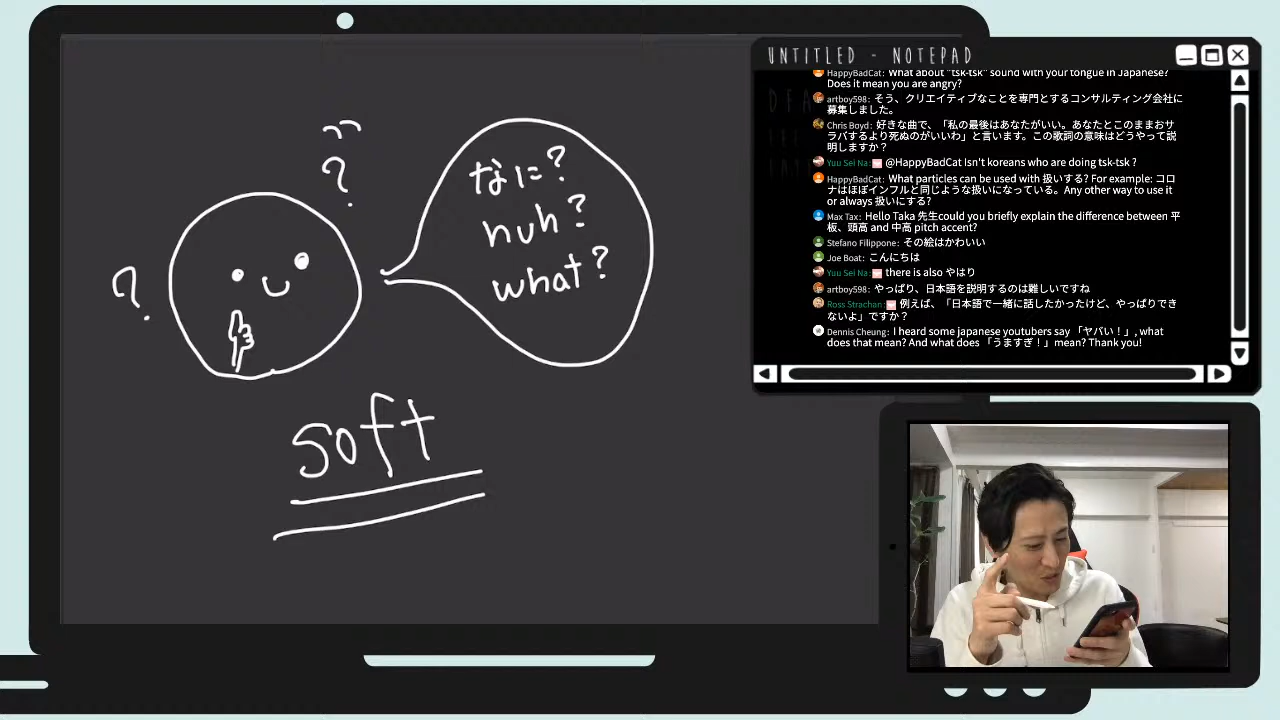 なに?
nuh?
what?
?
?
soft
UNTITLED - NOTEPAD
HappyBadCat: What about "tsk-tsk" sound with your tongue in Japanese?
Does it mean you are angry?
artboy598: そう、クリエイティブなことを専門とするコンサルティング会社に
募集しました。
Chris Boyd: 好きな曲で、「私の最後はあなたがいい。あなたとこのままおサ
ラバするより死ぬのがいいわ」と言います。この歌詞の意味はどうやって説
明しますか？
Yuu Sei Na: @HappyBadCat Isn't koreans who are doing tsk-tsk ?
HappyBadCat: What particles can be used with 扱いする? For example: コロ
ナはほぼインフルと同じような扱いになっている。Any other way to use it
or always 扱いにする?
Max Tax: Hello Taka 先生could you briefly explain the difference between 平
板、頭高 and 中高 pitch accent?
Stefano Filippone: その絵はかわいい
Joe Boat: こんにちは
Yuu Sei Na: there is also やはり
artboy598: やっぱり、日本語を説明するのは難しいですね
Ross Strachan: 例えば、「日本語で一緒に話したかったけど、やっぱりでき
ないよ」ですか？
Dennis Cheung: I heard some japanese youtubers say 「ヤバい！」, what
does that mean? And what does 「うますぎ！」mean? Thank you!